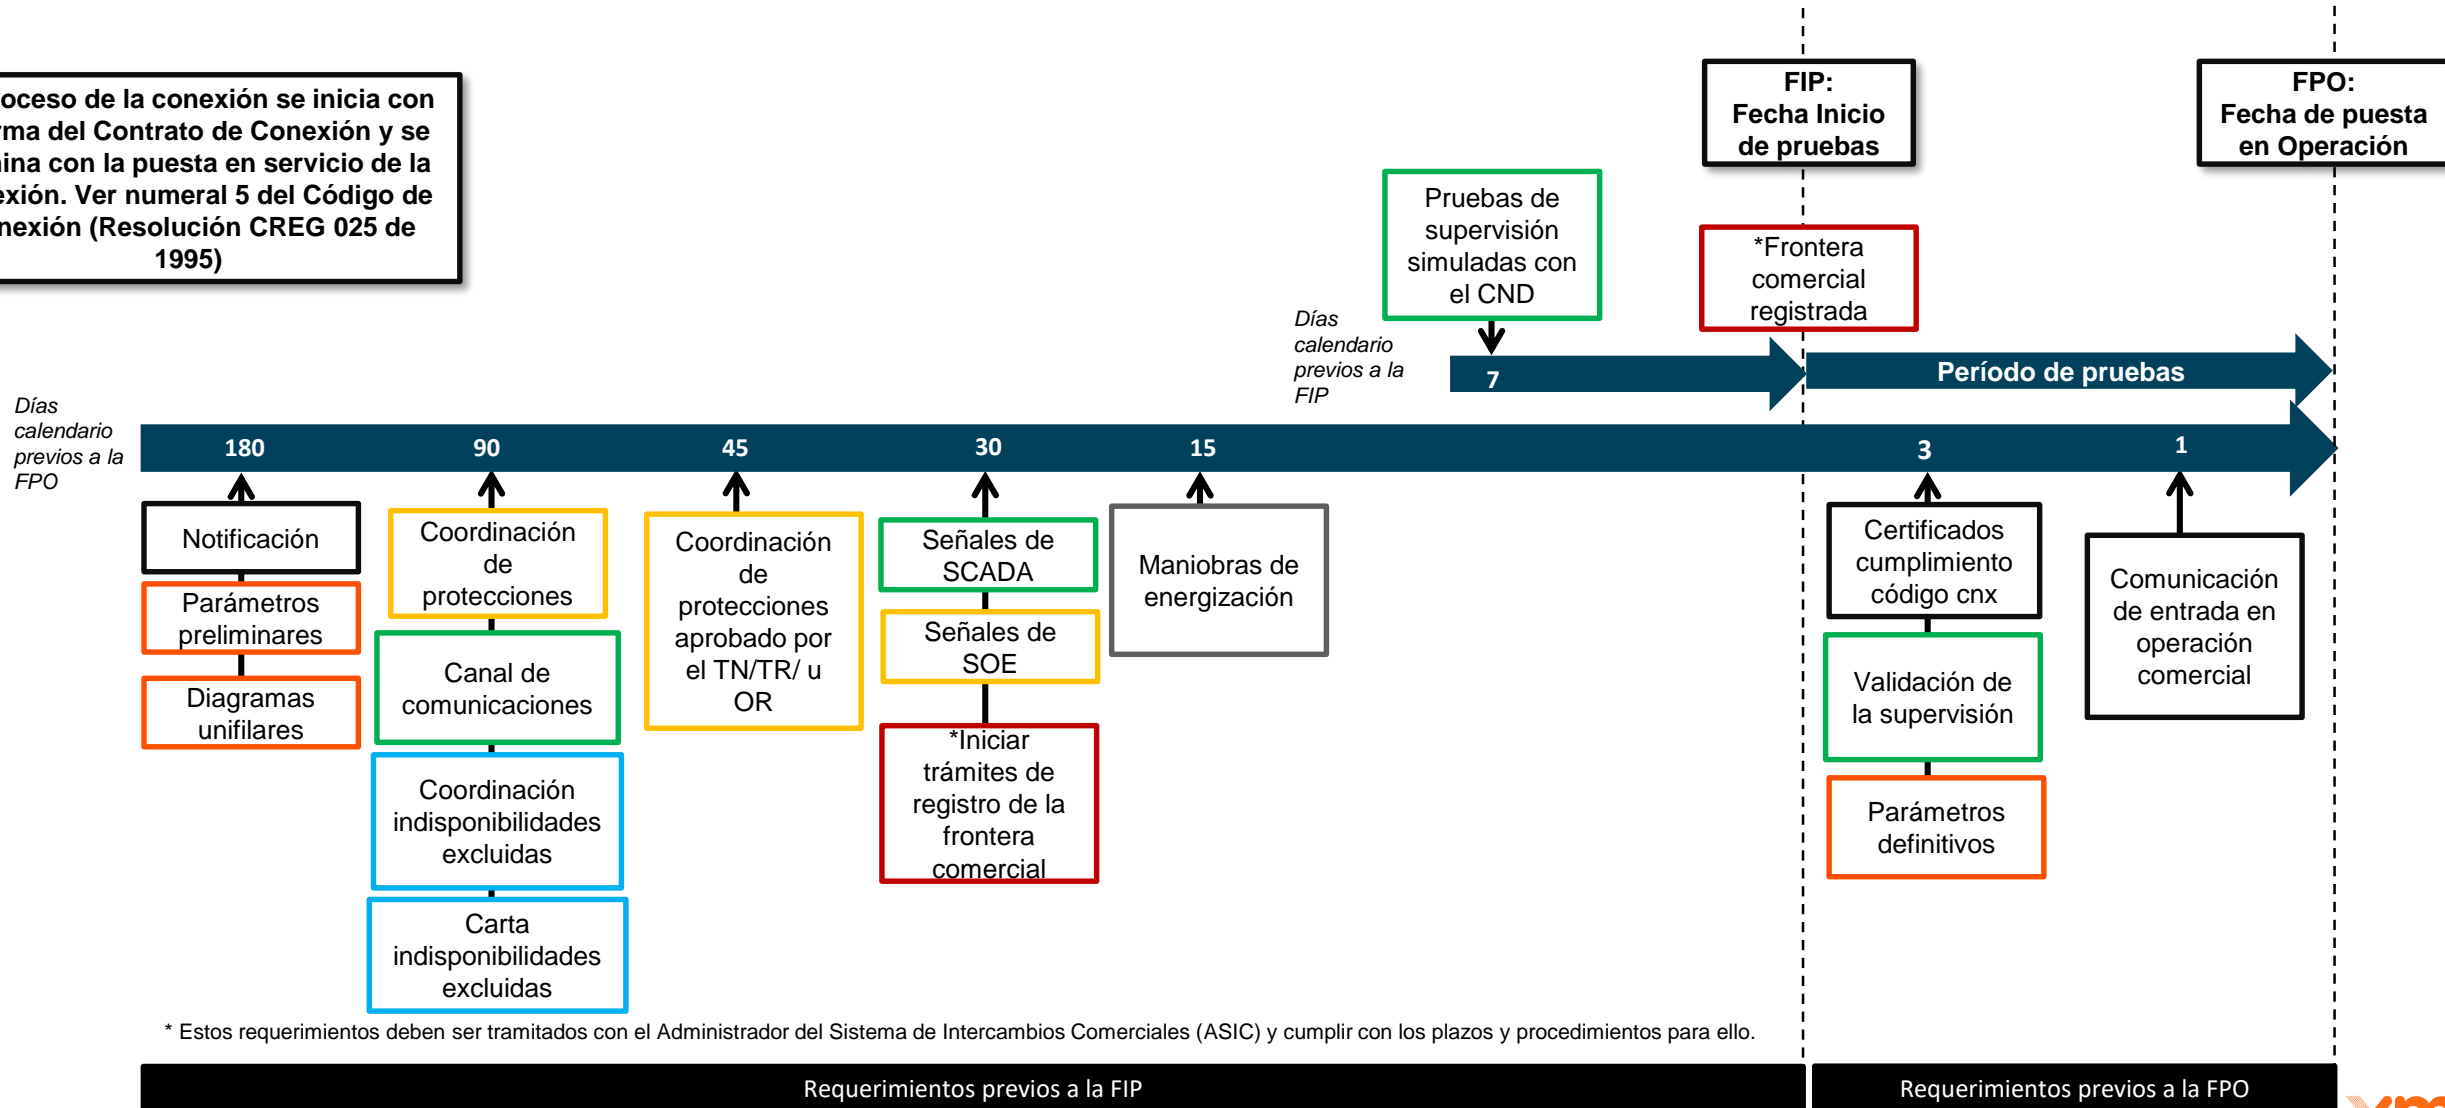 oceso de la conexión se inicia con
rma del Contrato de Conexión y se
ina con la puesta en servicio de la
exión. Ver numeral 5 del Código de
nexión (Resolución CREG 025 de
1995)
FIP:
Fecha Inicio
de pruebas
FPO:
Fecha de puesta
en Operación
Pruebas de
supervisión
simuladas con
el CND
*Frontera
comercial
registrada
Días
calendario
previos a la
FIP
7
Período de pruebas
Días
calendario
previos a la
FPO
180
90
45
30
15
3
1
Notificación
Parámetros
preliminares
Diagramas
unifilares
Coordinación
de
protecciones
Canal de
comunicaciones
Coordinación
indisponibilidades
excluidas
Carta
indisponibilidades
excluidas
Coordinación
de
protecciones
aprobado por
el TN/TR/ u
OR
Señales de
SCADA
Señales de
SOE
*Iniciar
trámites de
registro de la
frontera
comercial
Maniobras de
energización
Certificados
cumplimiento
código cnx
Validación de
la supervisión
Parámetros
definitivos
Comunicación
de entrada en
operación
comercial
* Estos requerimientos deben ser tramitados con el Administrador del Sistema de Intercambios Comerciales (ASIC) y cumplir con los plazos y procedimientos para ello.
Requerimientos previos a la FIP
Requerimientos previos a la FPO